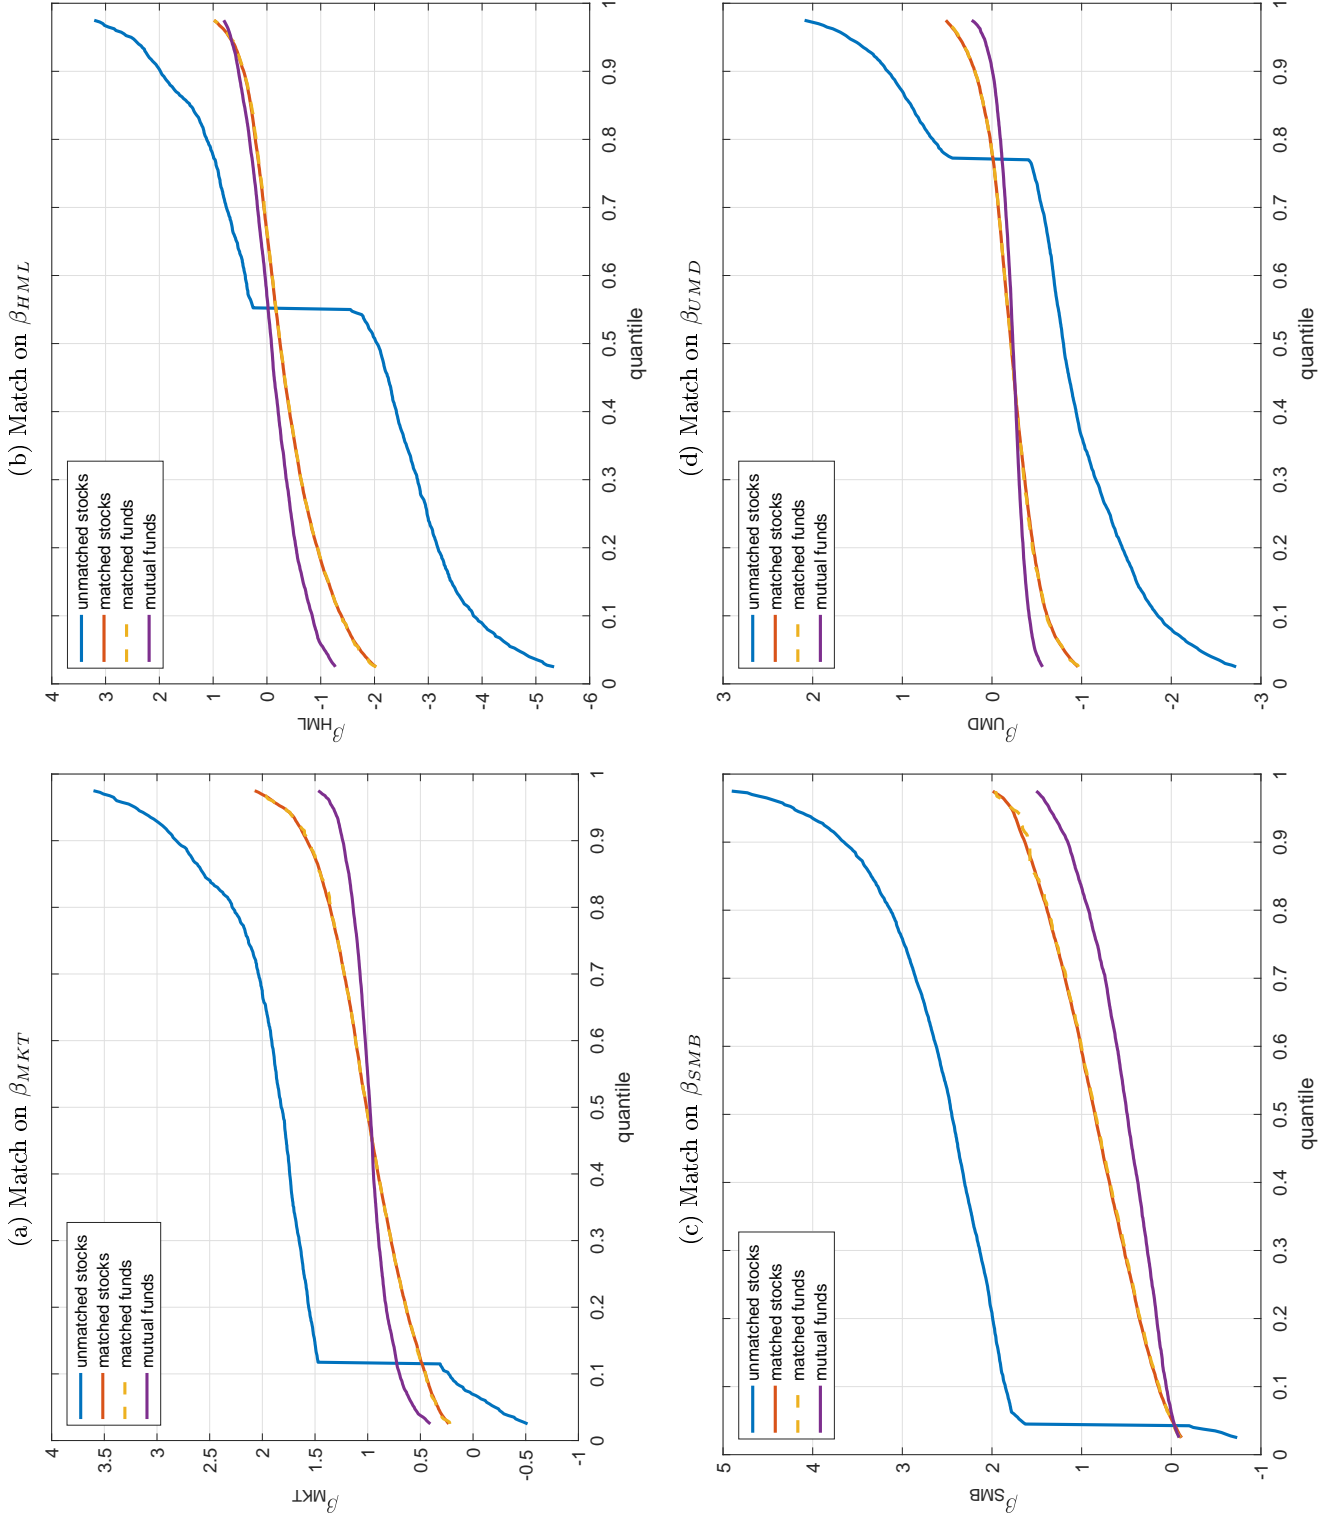 (a) Match on βMKT
4
3.5
3
2.5
2
1.5
1
0.5
0
-0.5
-1
βMKT
0 0.1 0.2 0.3 0.4 0.5 0.6 0.7 0.8 0.9 1
quantile
unmatched stocks
matched stocks
matched funds
mutual funds
(b) Match on βHML
4
3
2
1
0
-1
-2
-3
-4
-5
-6
βHML
0 0.1 0.2 0.3 0.4 0.5 0.6 0.7 0.8 0.9 1
quantile
unmatched stocks
matched stocks
matched funds
mutual funds
(c) Match on βSMB
5
4
3
2
1
0
-1
βSMB
0 0.1 0.2 0.3 0.4 0.5 0.6 0.7 0.8 0.9 1
quantile
unmatched stocks
matched stocks
matched funds
mutual funds
(d) Match on βUMD
3
2
1
0
-1
-2
-3
βUMD
0 0.1 0.2 0.3 0.4 0.5 0.6 0.7 0.8 0.9 1
quantile
unmatched stocks
matched stocks
matched funds
mutual funds